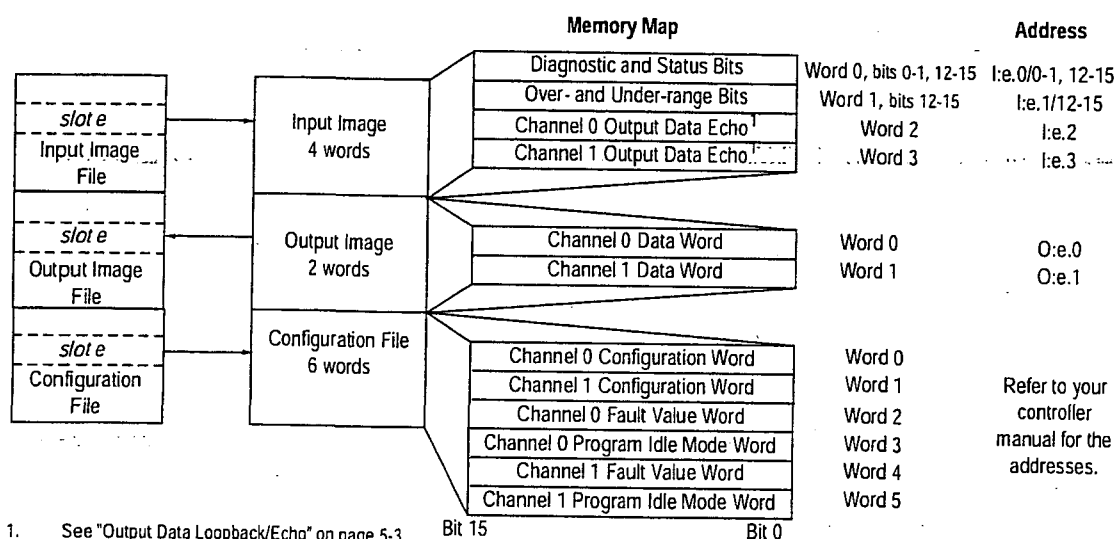 Memory Map
Address
slot e
Input Image
File
slot e
Output Image
File
slot e
Configuration
File
Input Image
4 words
Output Image
2 words
Configuration File
6 words
Diagnostic and Status Bits
Word 0, bits 0-1, 12-15
I:e.0/0-1, 12-15
Over- and Under-range Bits
Word 1, bits 12-15
I:e.1/12-15
Channel 0 Output Data Echo1
Word 2
I:e.2
Channel 1 Output Data Echo1
Word 3
I:e.3
Channel 0 Data Word
Word 0
O:e.0
Channel 1 Data Word
Word 1
O:e.1
Channel 0 Configuration Word
Word 0
Channel 1 Configuration Word
Word 1
Channel 0 Fault Value Word
Word 2
Channel 0 Program Idle Mode Word
Word 3
Channel 1 Fault Value Word
Word 4
Channel 1 Program Idle Mode Word
Word 5
Refer to your
controller
manual for the
addresses.
Bit 15
Bit 0
1. See "Output Data Loopback/Echo" on page 5-3